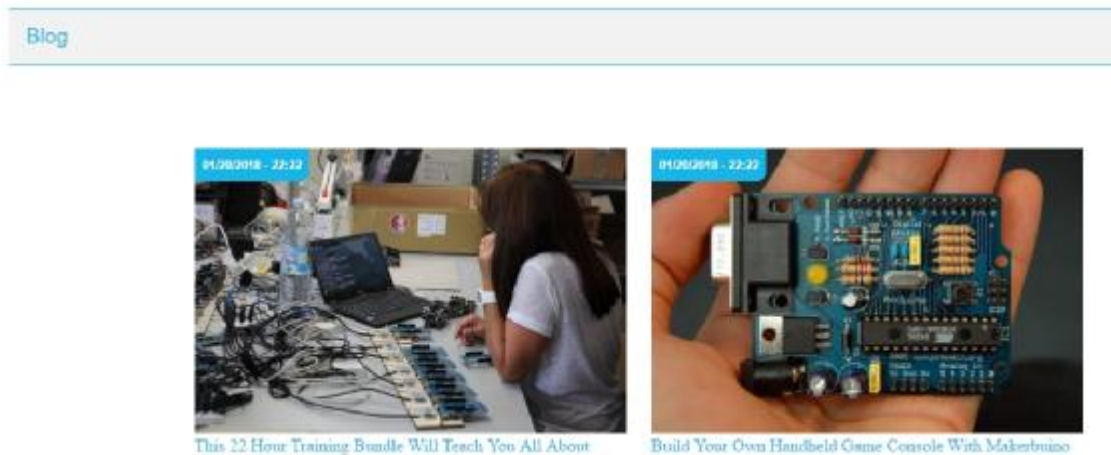 Blog
01/20/2018 - 22:22
01/20/2018 - 22:22
This 22 Hour Training Bundle Will Teach You All About
Build Your Own Handheld Game Console With Makerbuino